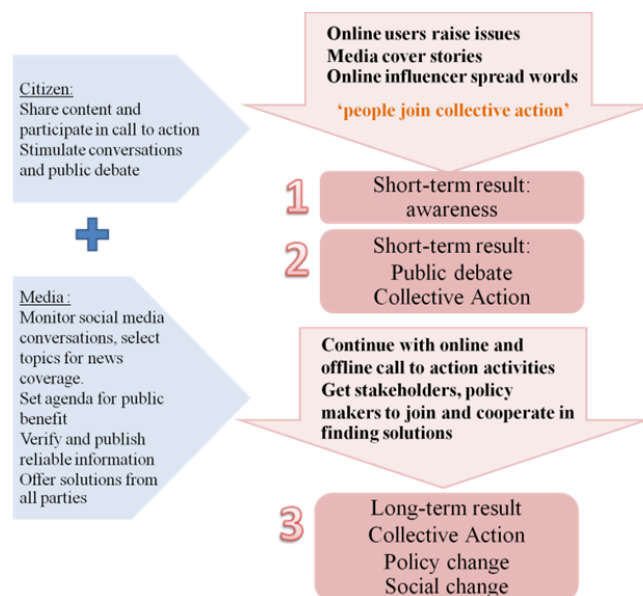 Citizen:
Share content and
participate in call to action
Stimulate conversations
and public debate
Media :
Monitor social media
conversations, select
topics for news
coverage.
Set agenda for public
benefit
Verify and publish
reliable information
Offer solutions from
all parties
Online users raise issues
Media cover stories
Online influencer spread words
‘people join collective action’
1
Short-term result:
awareness
2
Short-term result:
Public debate
Collective Action
Continue with online and
offline call to action activities
Get stakeholders, policy
makers to join and cooperate in
finding solutions
3
Long-term result
Collective Action
Policy change
Social change